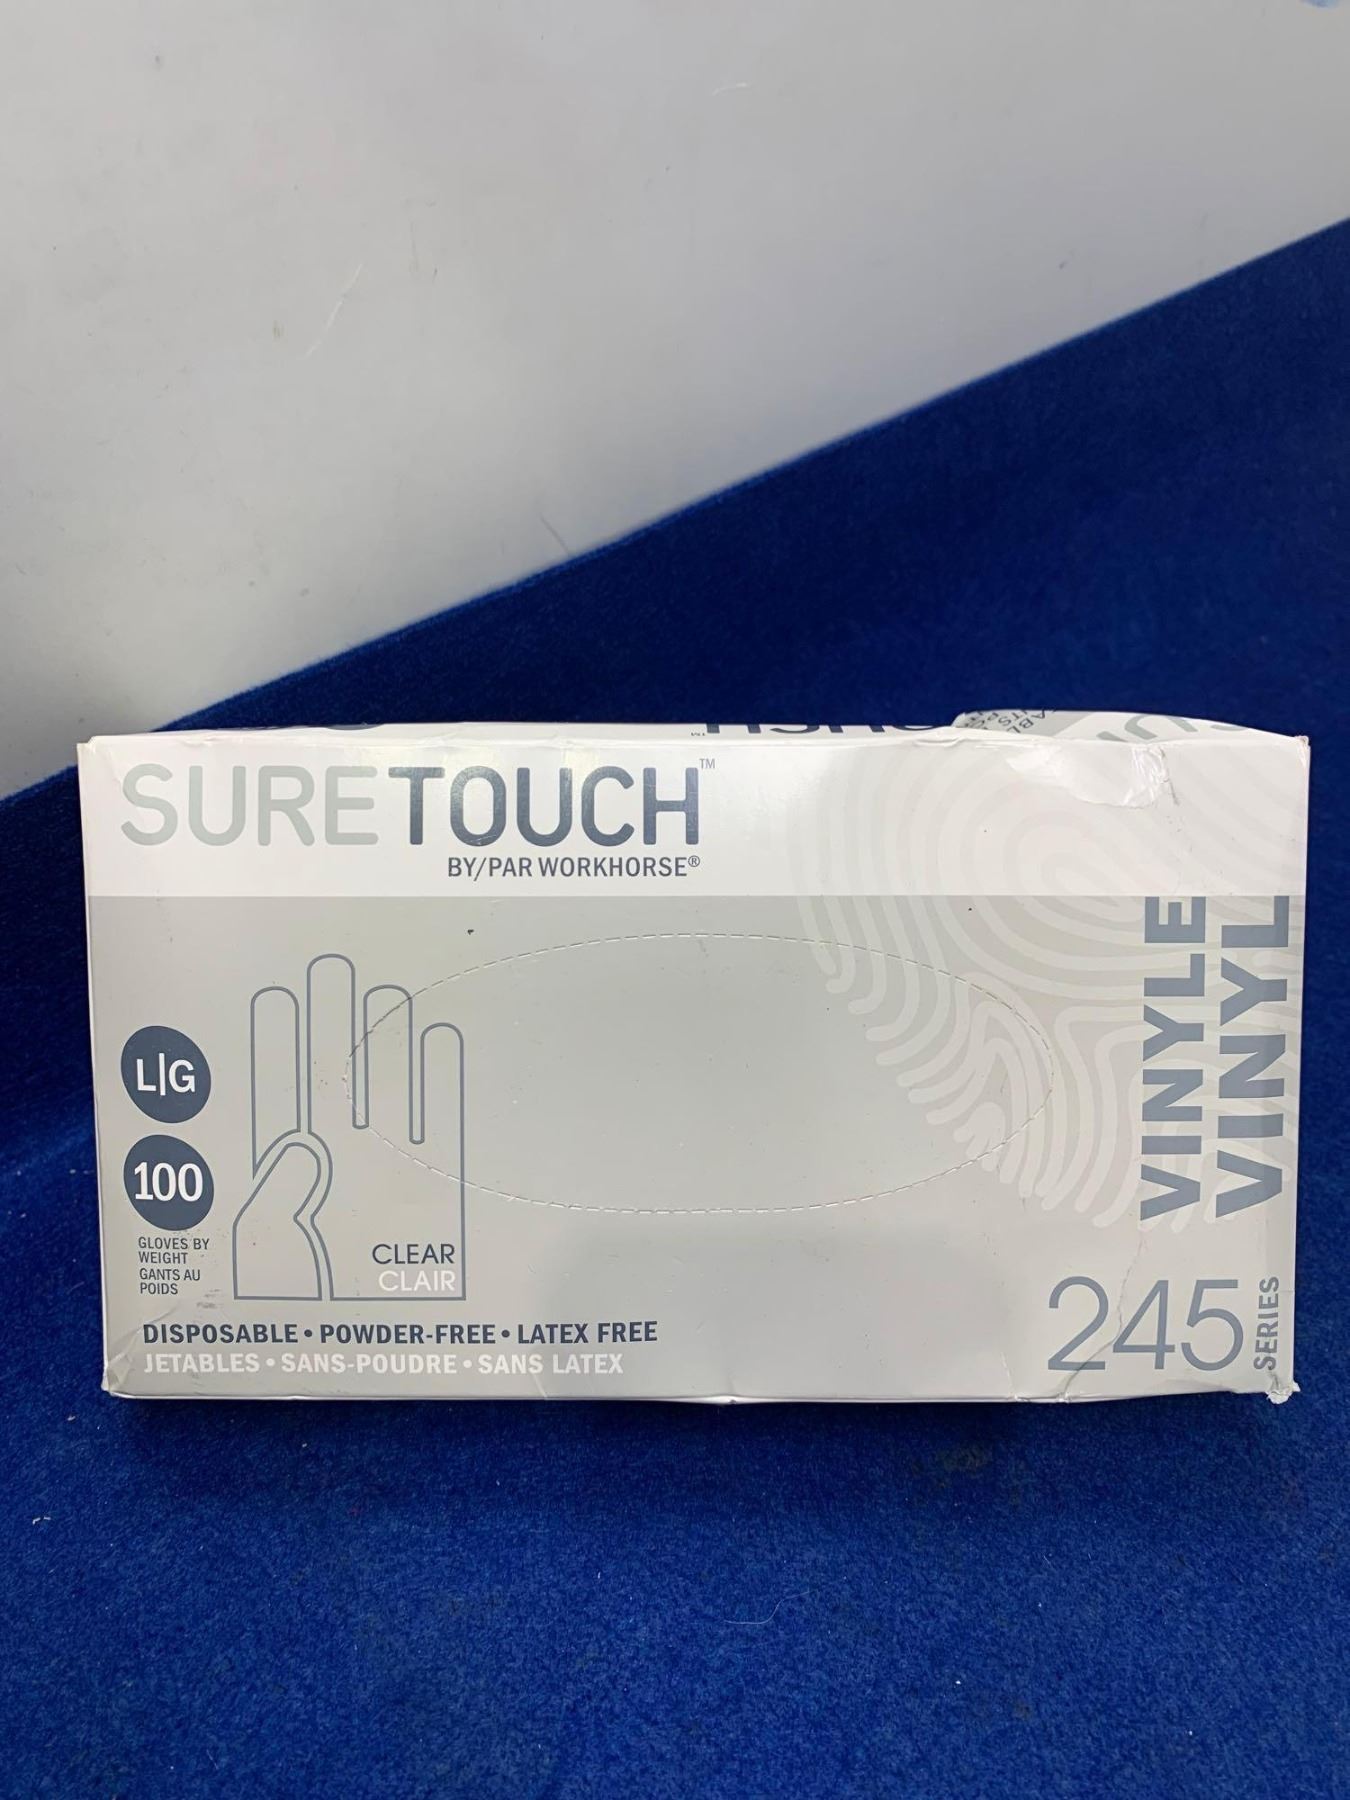 SURETOUCH™
BY/PAR WORKHORSE®
L|G
100
GLOVES BY
WEIGHT
GANTS AU
POIDS
CLEAR
CLAIR
DISPOSABLE • POWDER-FREE • LATEX FREE
JETABLES • SANS-POUDRE • SANS LATEX
VINYLE
VINYL
245
SERIES